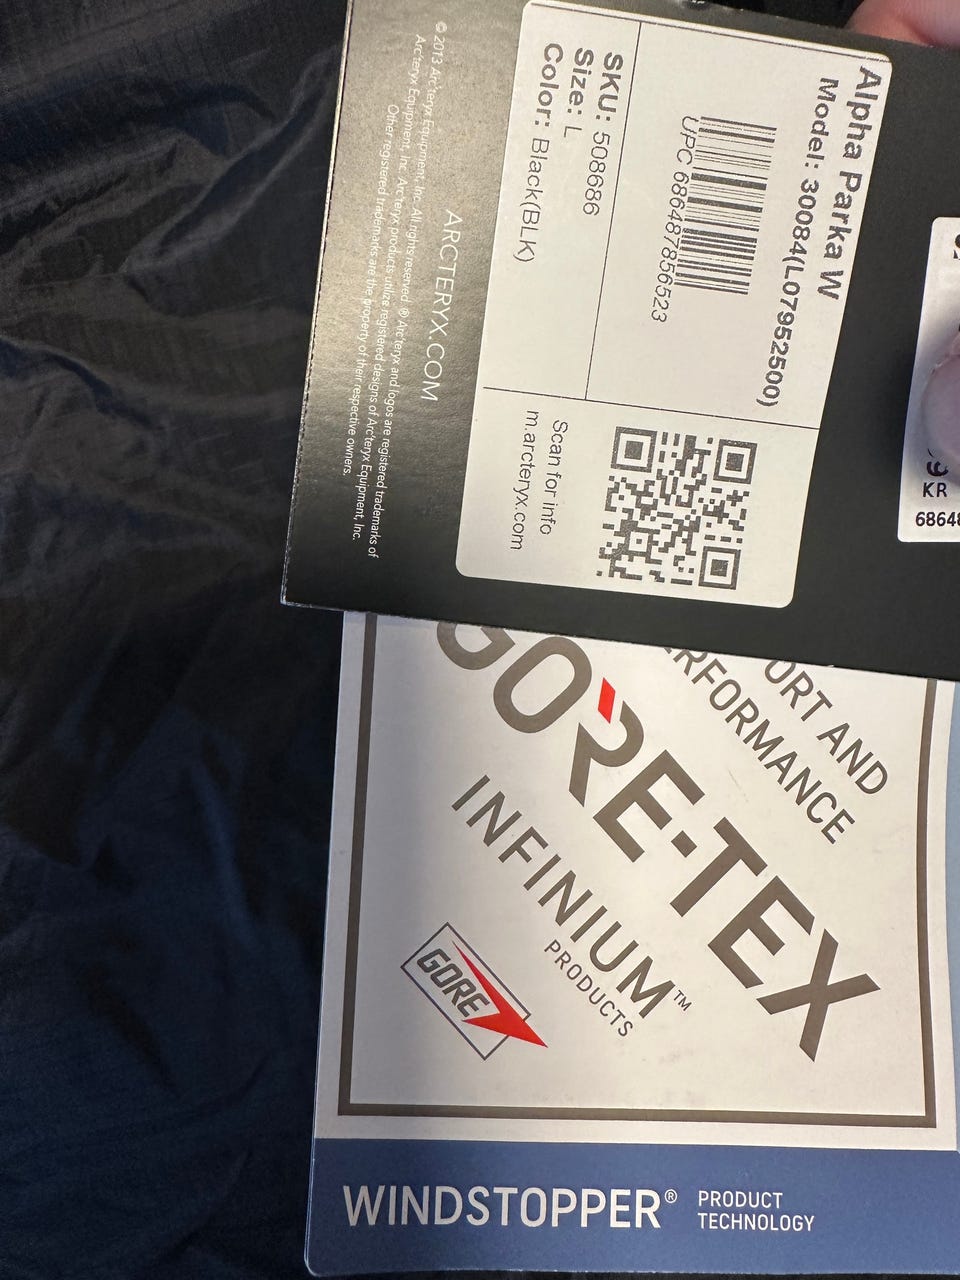 Alpha Parka W
Model: 30084(L07952500)
UPC 686487856523
SKU: 508686
Size: L
Color: Black(BLK)
Scan for info
m.arcteryx.com
ARCTERYX.COM
© 2013 Arc'teryx Equipment, Inc. All rights reserved. ® Arc'teryx and logos are registered trademarks of
Arc'teryx Equipment, Inc. Arc'teryx products utilize registered designs of Arc'teryx Equipment, Inc.
Other registered trademarks are the property of their respective owners.
KR
6864
ORT AND
ERFORMANCE
GORE-TEX
INFINIUM™
PRODUCTS
GORE
WINDSTOPPER®
PRODUCT
TECHNOLOGY